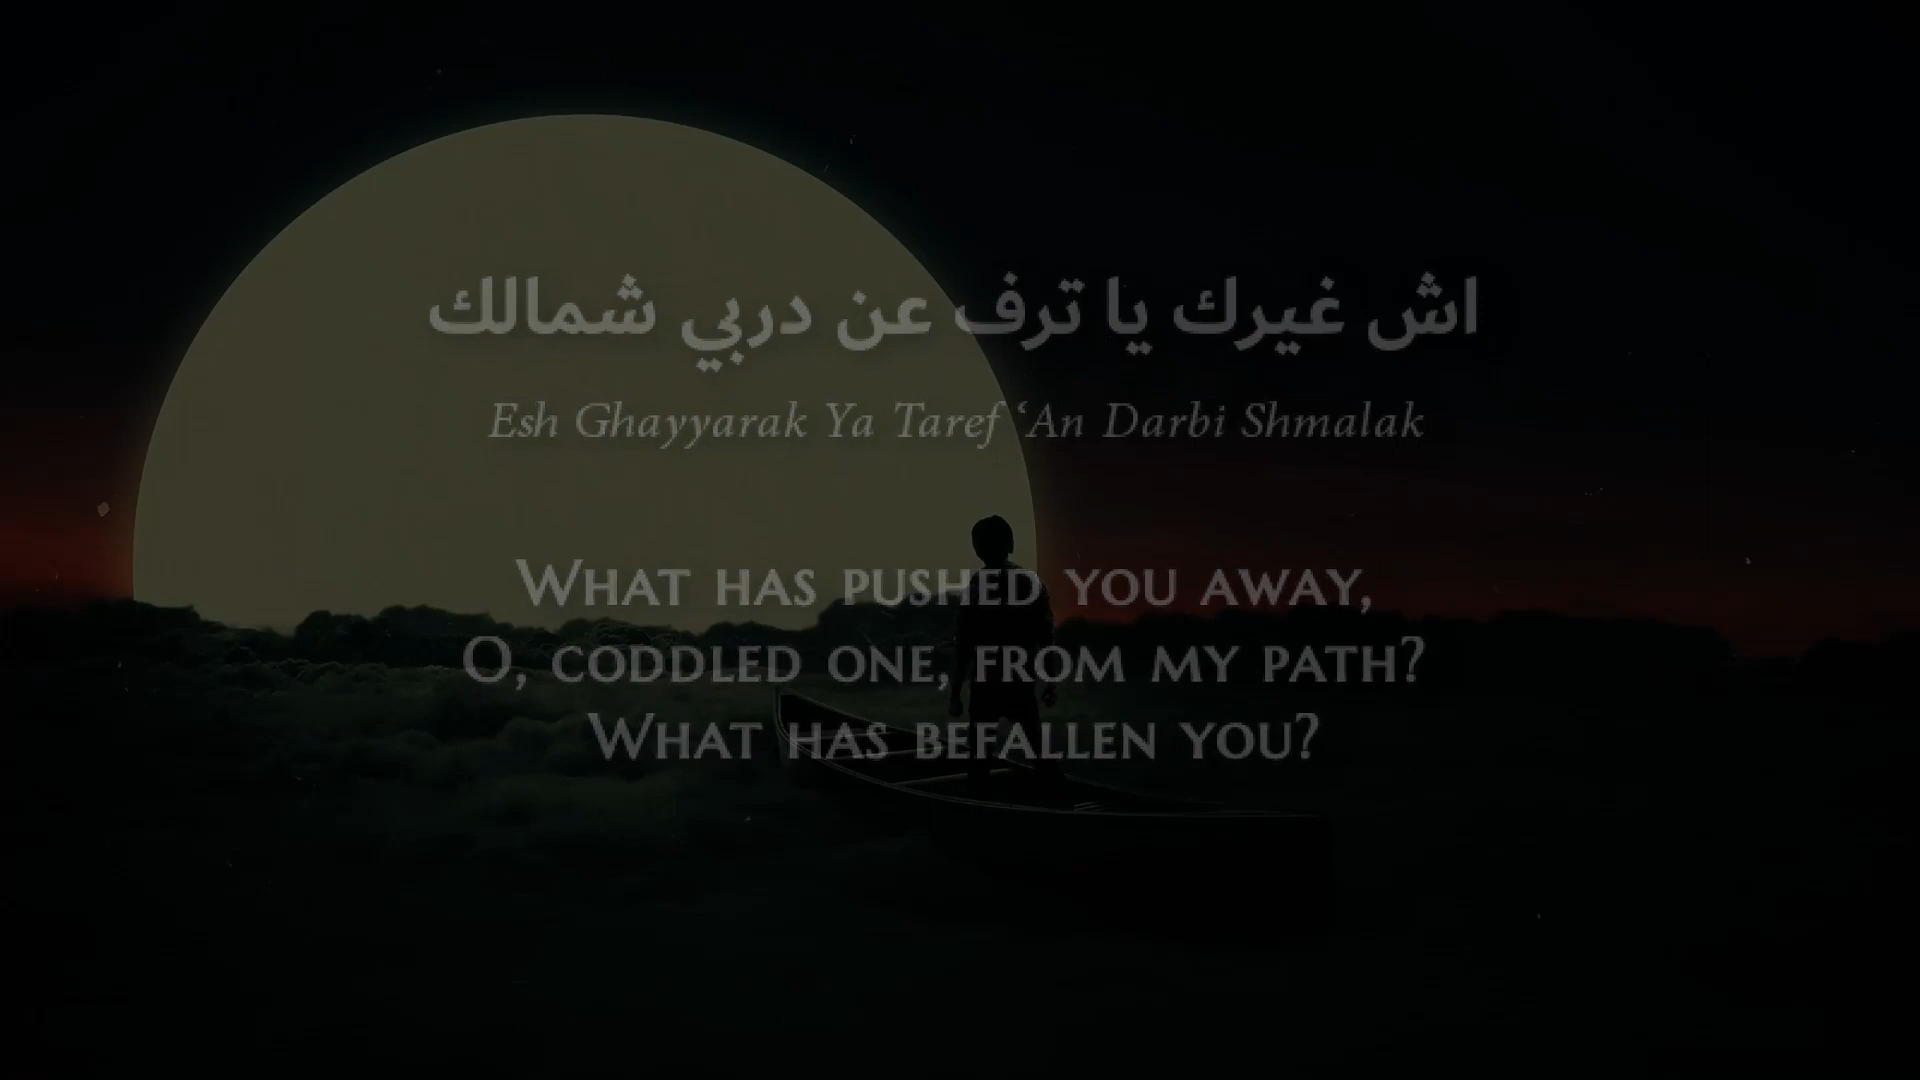 اش غيرك يا ترف عن دربي شمالك
Esh Ghayyarak Ya Taref ‘An Darbi Shmalak
What has pushed you away,
O, coddled one, from my path?
What has befallen you?